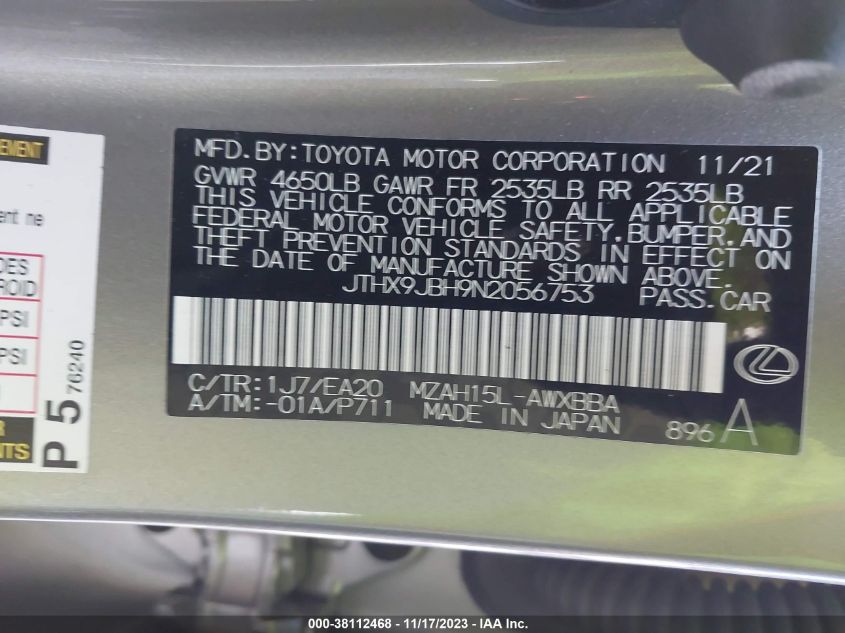 MFD.BY:TOYOTA MOTOR CORPORATION 11/21
GVWR 4650LB GAWR FR 2535LB RR 2535LB
THIS VEHICLE CONFORMS TO ALL APPLICABLE
FEDERAL MOTOR VEHICLE SAFETY,BUMPER,AND
THEFT PREVENTION STANDARDS IN EFFECT ON
THE DATE OF MANUFACTURE SHOWN ABOVE.
JTHX9JBH9N2056753 PASS.CAR
C/TR:1J7/EA20 MZAH15L-AWXBBA
A/TM:-01A/P711 MADE IN JAPAN 896 A
PSI
PSI
P 5 76240
000-38112468 - 11/17/2023 - IAA Inc.